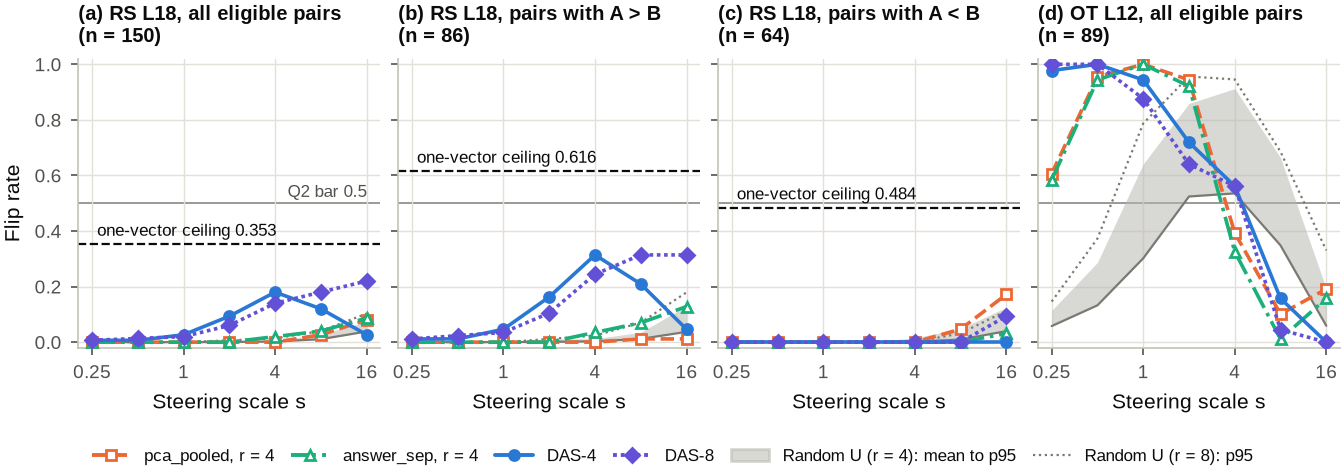 (a) RS L18, all eligible pairs
(n = 150)
(b) RS L18, pairs with A > B
(n = 86)
(c) RS L18, pairs with A < B
(n = 64)
(d) OT L12, all eligible pairs
(n = 89)
Flip rate
1.0
0.8
0.6
0.4
0.2
0.0
one-vector ceiling 0.353
Q2 bar 0.5
one-vector ceiling 0.616
one-vector ceiling 0.484
0.25 1 4 16
0.25 1 4 16
0.25 1 4 16
0.25 1 4 16
Steering scale s
Steering scale s
Steering scale s
Steering scale s
pca_pooled, r = 4
answer_sep, r = 4
DAS-4
DAS-8
Random U (r = 4): mean to p95
Random U (r = 8): p95